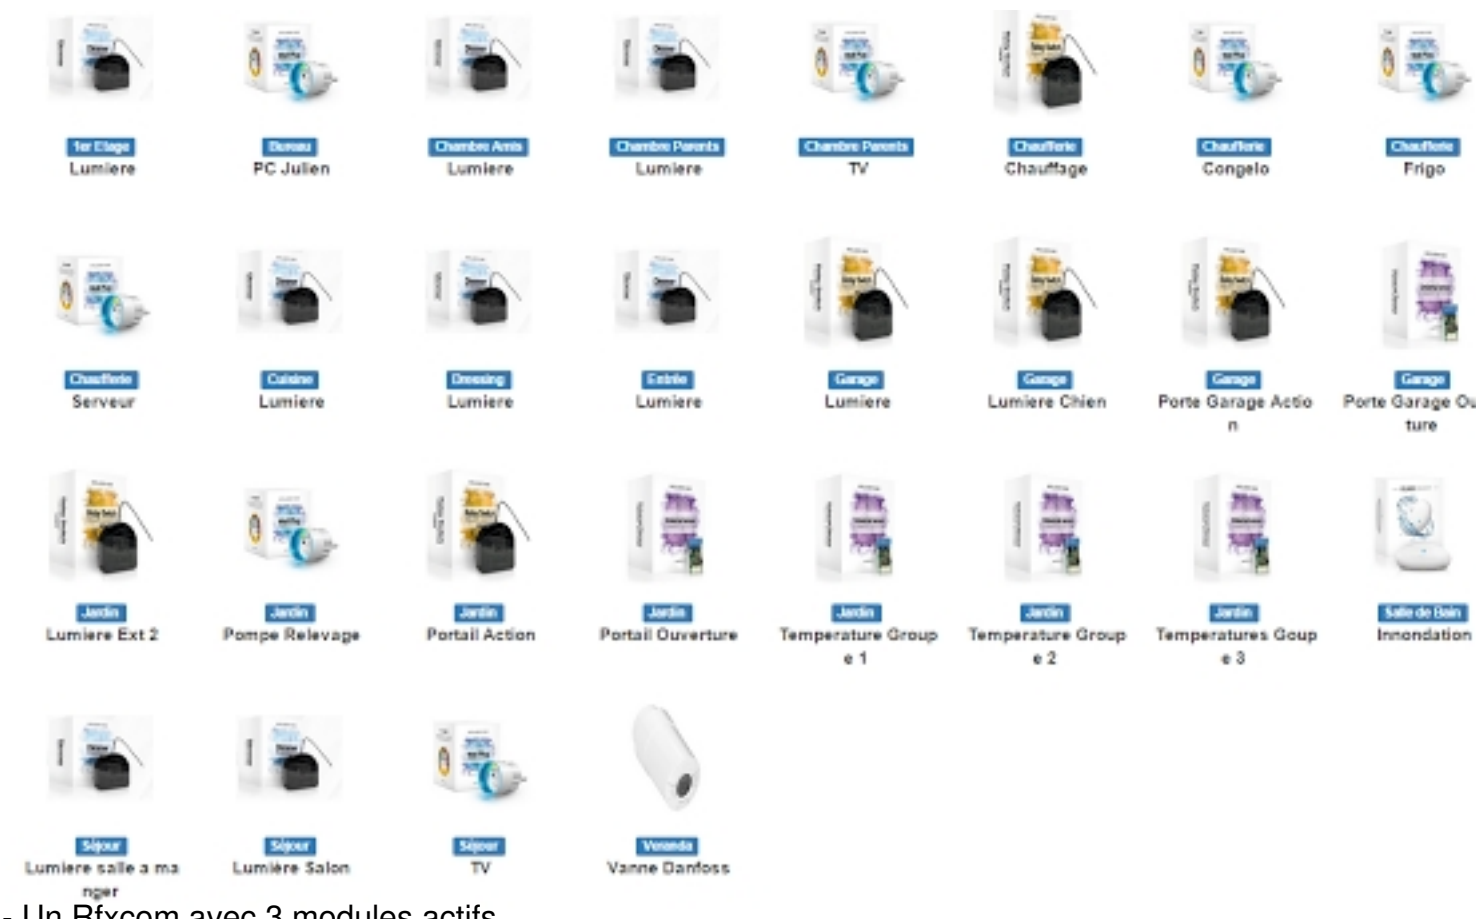 1er Etage Bureau Chambre Amis Chambre Parents Chambre Parents Chaufferie Chaufferie Chaufferie
Lumiere PC Julien Lumiere Lumiere TV Chauffage Congelo Frigo
Chaufferie Cuisine Dressing Entrée Garage Garage Garage Garage
Serveur Lumiere Lumiere Lumiere Lumiere Lumiere Chien Porte Garage Actio Porte Garage Ou
n ture
Jardin Jardin Jardin Jardin Jardin Jardin Jardin Salle de Bain
Lumiere Ext 2 Pompe Relevage Portail Action Portail Ouverture Temperature Group Temperature Group Temperatures Goup Innondation
e 1 e 2 e 3
Séjour Séjour Séjour Veranda
Lumiere salle a ma Lumière Salon TV Vanne Danfoss
nger
- Un Rfxcom avec 3 modules actifs